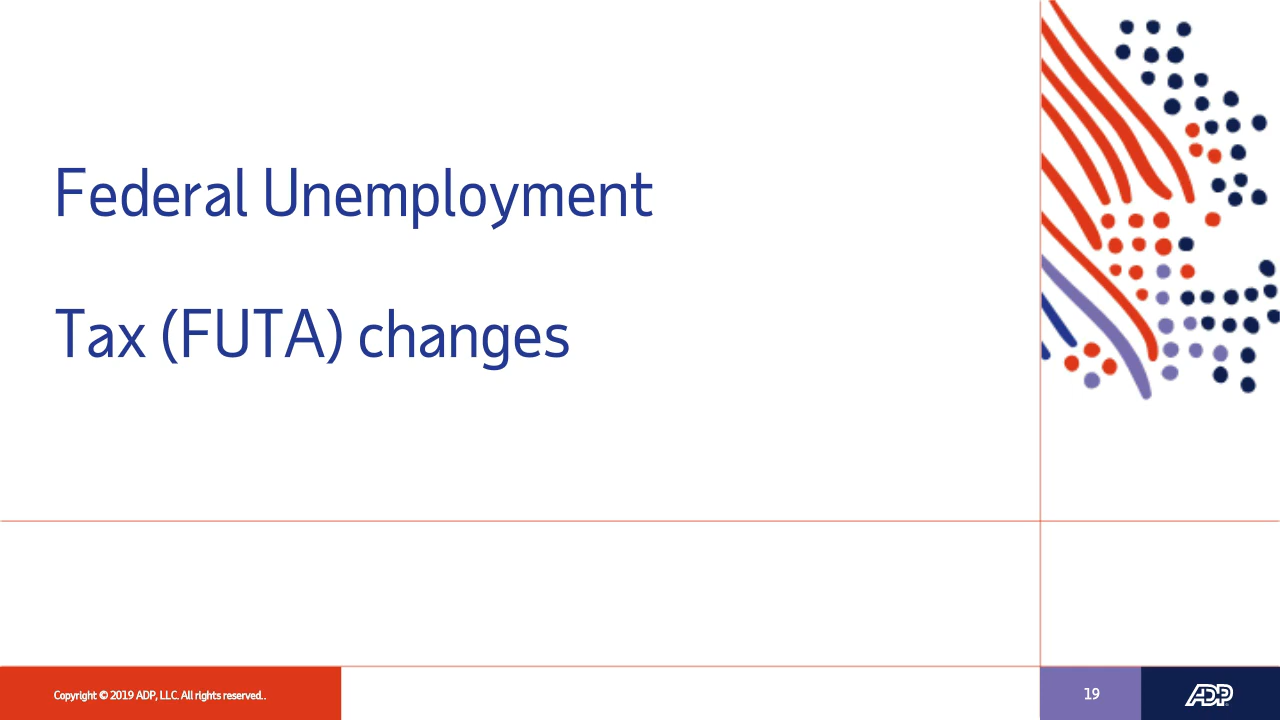 Federal Unemployment
Tax (FUTA) changes
Copyright © 2019 ADP, LLC. All rights reserved..
19
ADP